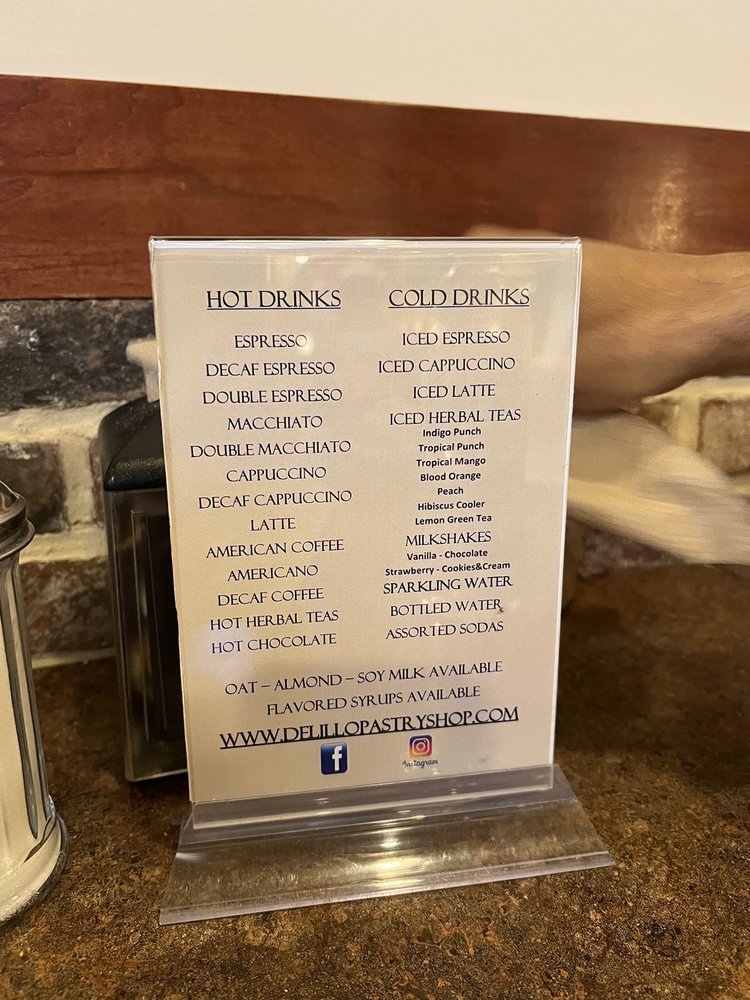 HOT DRINKS
ESPRESSO
DECAF ESPRESSO
DOUBLE ESPRESSO
MACCHIATO
DOUBLE MACCHIATO
CAPPUCCINO
DECAF CAPPUCCINO
LATTE
AMERICAN COFFEE
AMERICANO
DECAF COFFEE
HOT HERBAL TEAS
HOT CHOCOLATE
COLD DRINKS
ICED ESPRESSO
ICED CAPPUCCINO
ICED LATTE
ICED HERBAL TEAS
Indigo Punch
Tropical Punch
Tropical Mango
Blood Orange
Peach
Hibiscus Cooler
Lemon Green Tea
MILKSHAKES
Vanilla - Chocolate
Strawberry - Cookies&Cream
SPARKLING WATER
BOTTLED WATER
ASSORTED SODAS
OAT – ALMOND – SOY MILK AVAILABLE
FLAVORED SYRUPS AVAILABLE
WWW.DELILLOPASTRYSHOP.COM
f
Instagram